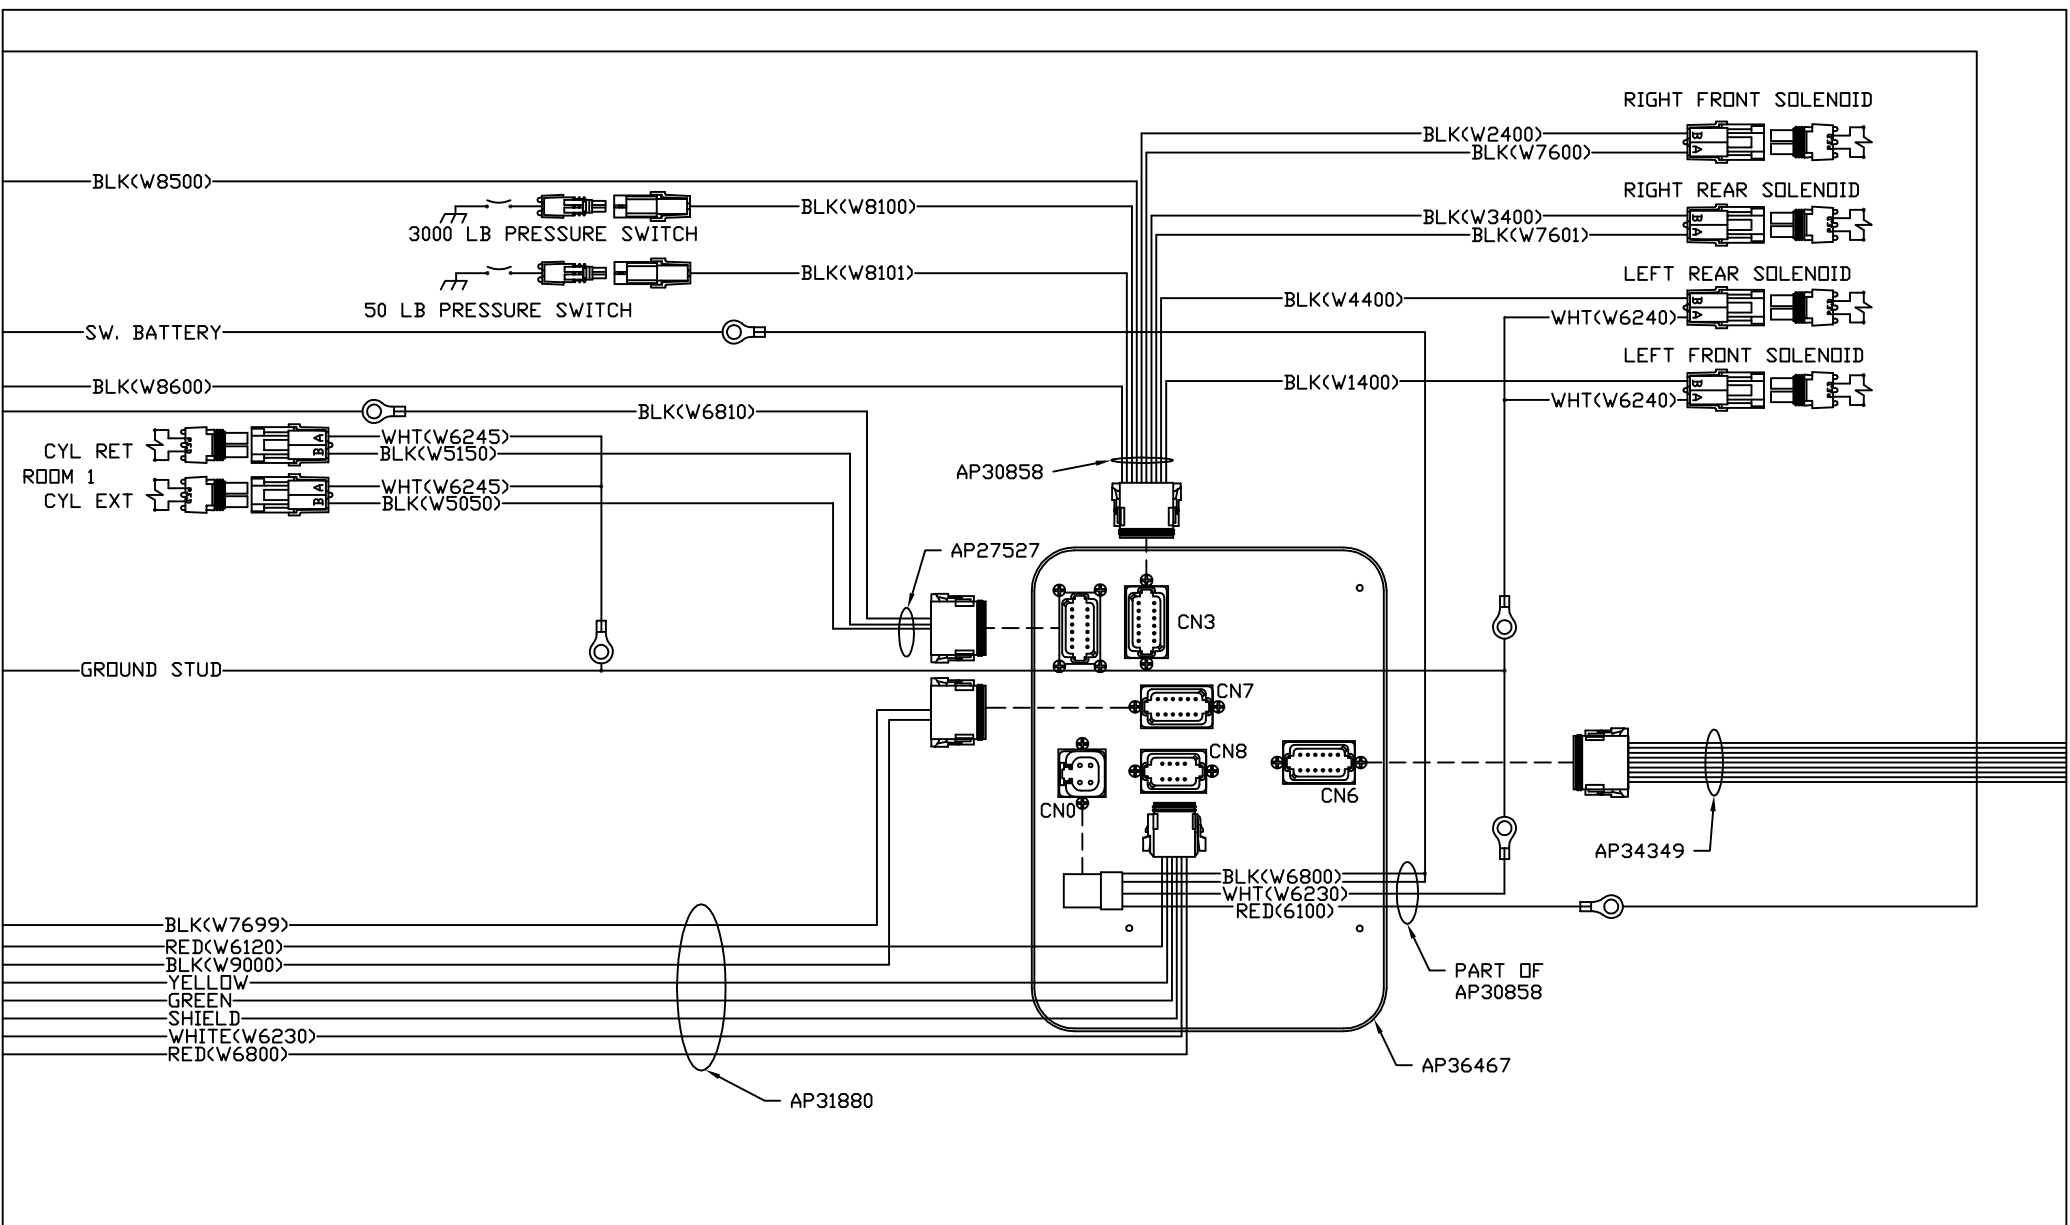 RIGHT FRONT SOLENOID
BLK(W2400)
B
A
BLK(W7600)
BLK(W8500)
RIGHT REAR SOLENOID
BLK(W8100)
BLK(W3400)
B
A
3000 LB PRESSURE SWITCH
BLK(W7601)
BLK(W8101)
LEFT REAR SOLENOID
BLK(W4400)
B
A
50 LB PRESSURE SWITCH
WHT(W6240)
SW. BATTERY
LEFT FRONT SOLENOID
BLK(W8600)
BLK(W1400)
B
A
WHT(W6240)
BLK(W6810)
CYL RET
A
B
WHT(W6245)
BLK(W5150)
ROOM 1
AP30858
CYL EXT
A
B
WHT(W6245)
BLK(W5050)
AP27527
CN3
GROUND STUD
CN7
CN8
CN6
CN0
AP34349
BLK(W6800)
WHT(W6230)
RED(6100)
BLK(W7699)
RED(W6120)
BLK(W9000)
YELLOW
GREEN
SHIELD
WHITE(W6230)
RED(W6800)
PART OF
AP30858
AP36467
AP31880